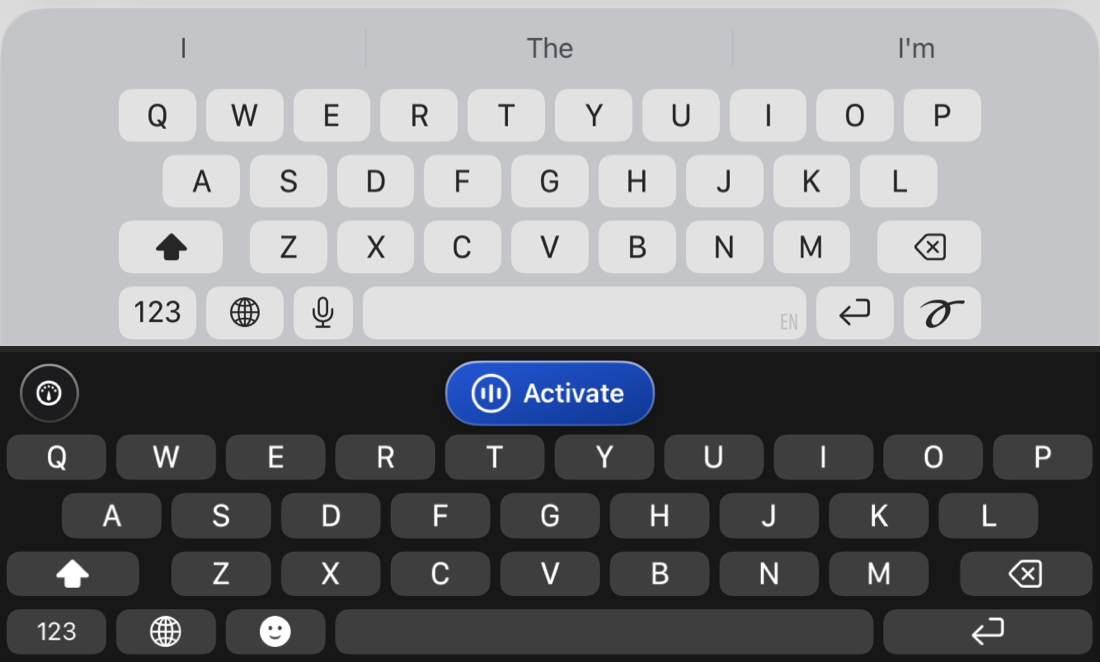 I The I'm
Q W E R T Y U I O P
A S D F G H J K L
Z X C V B N M
123 EN
Activate
Q W E R T Y U I O P
A S D F G H J K L
Z X C V B N M
123